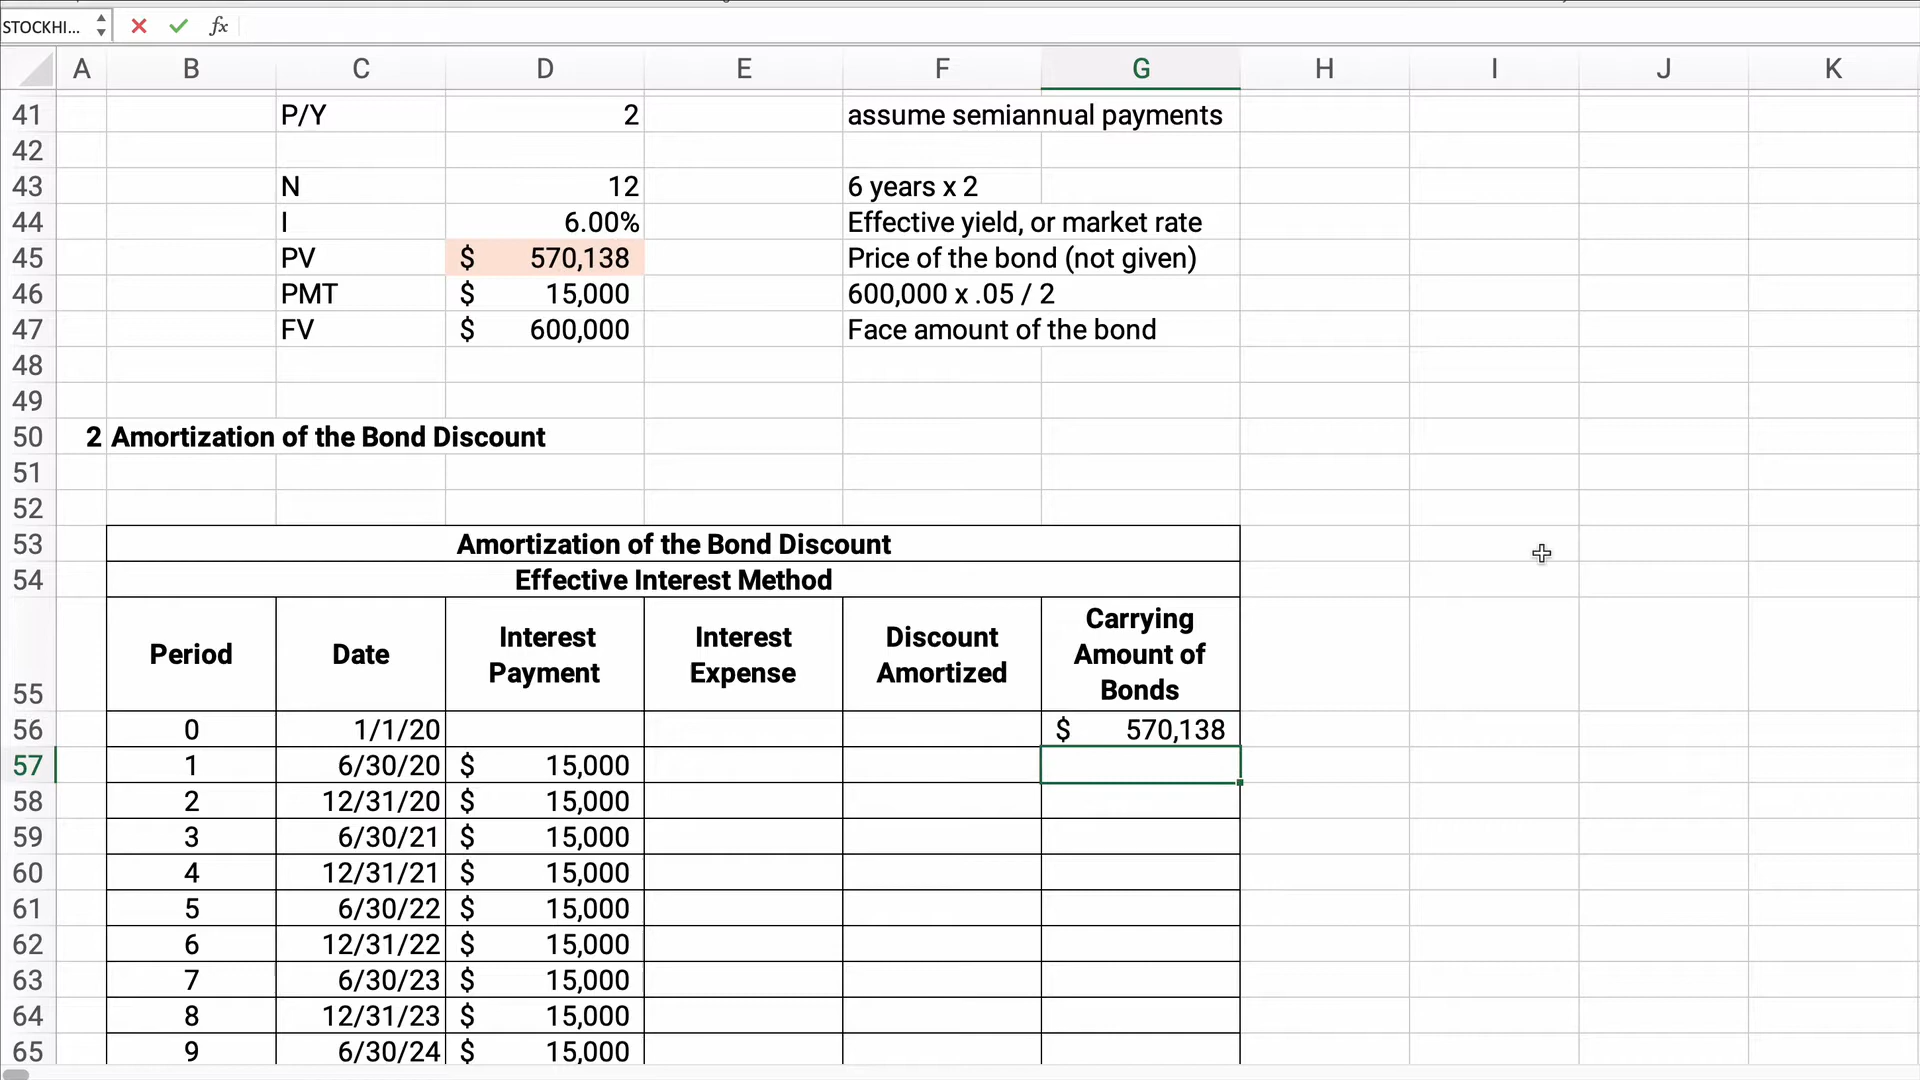 STOCKHI... fx
A B C D E F G H I J K
41 P/Y 2 assume semiannual payments
42
43 N 12 6 years x 2
44 I 6.00% Effective yield, or market rate
45 PV $ 570,138 Price of the bond (not given)
46 PMT $ 15,000 600,000 x .05 / 2
47 FV $ 600,000 Face amount of the bond
48
49
50 2 Amortization of the Bond Discount
51
52
53 Amortization of the Bond Discount
54 Effective Interest Method
55 Period Date Interest Payment Interest Expense Discount Amortized Carrying Amount of Bonds
56 0 1/1/20 $ 570,138
57 1 6/30/20 $ 15,000
58 2 12/31/20 $ 15,000
59 3 6/30/21 $ 15,000
60 4 12/31/21 $ 15,000
61 5 6/30/22 $ 15,000
62 6 12/31/22 $ 15,000
63 7 6/30/23 $ 15,000
64 8 12/31/23 $ 15,000
65 9 6/30/24 $ 15,000